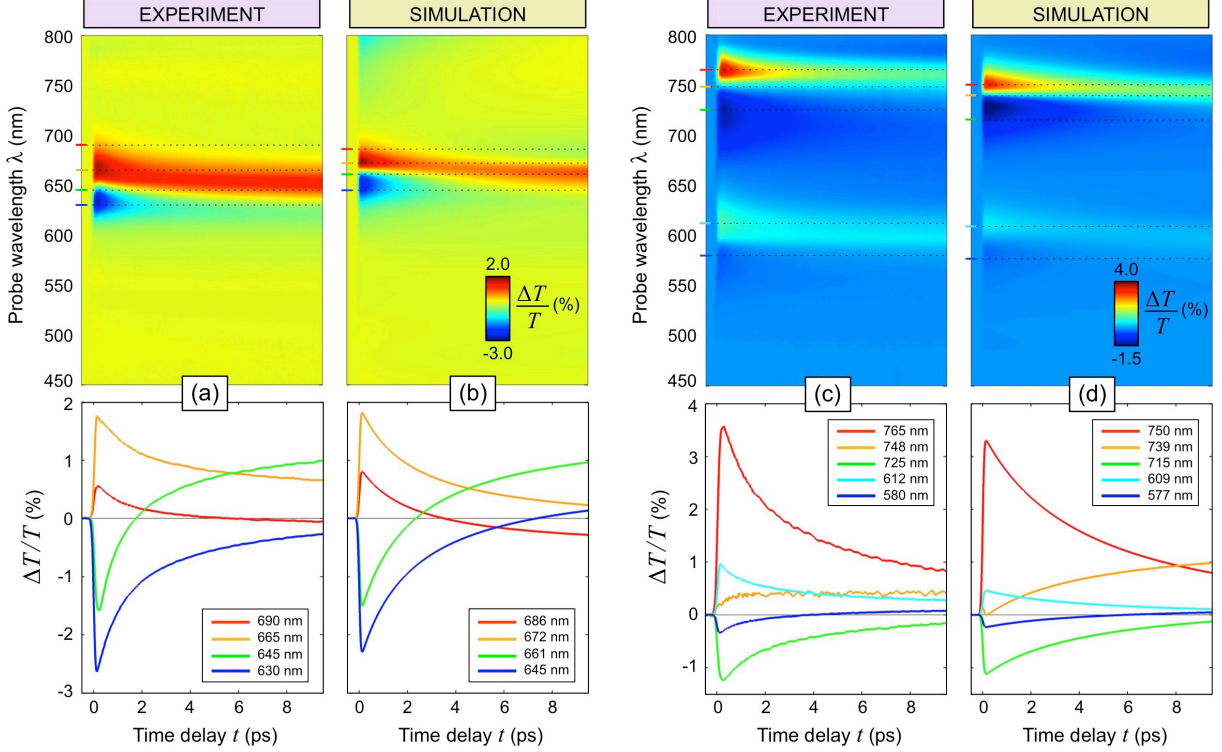 EXPERIMENT
SIMULATION
EXPERIMENT
SIMULATION
Probe wavelength λ (nm)
800
750
700
650
600
550
500
450
2.0
ΔT/T (%)
-3.0
(a)
(b)
Probe wavelength λ (nm)
800
750
700
650
600
550
500
450
4.0
ΔT/T (%)
-1.5
(c)
(d)
ΔT/T (%)
2
1
0
-1
-2
-3
690 nm
665 nm
645 nm
630 nm
0 2 4 6 8
Time delay t (ps)
686 nm
672 nm
661 nm
645 nm
0 2 4 6 8
Time delay t (ps)
ΔT/T (%)
4
3
2
1
0
-1
765 nm
748 nm
725 nm
612 nm
580 nm
0 2 4 6 8
Time delay t (ps)
750 nm
739 nm
715 nm
609 nm
577 nm
0 2 4 6 8
Time delay t (ps)